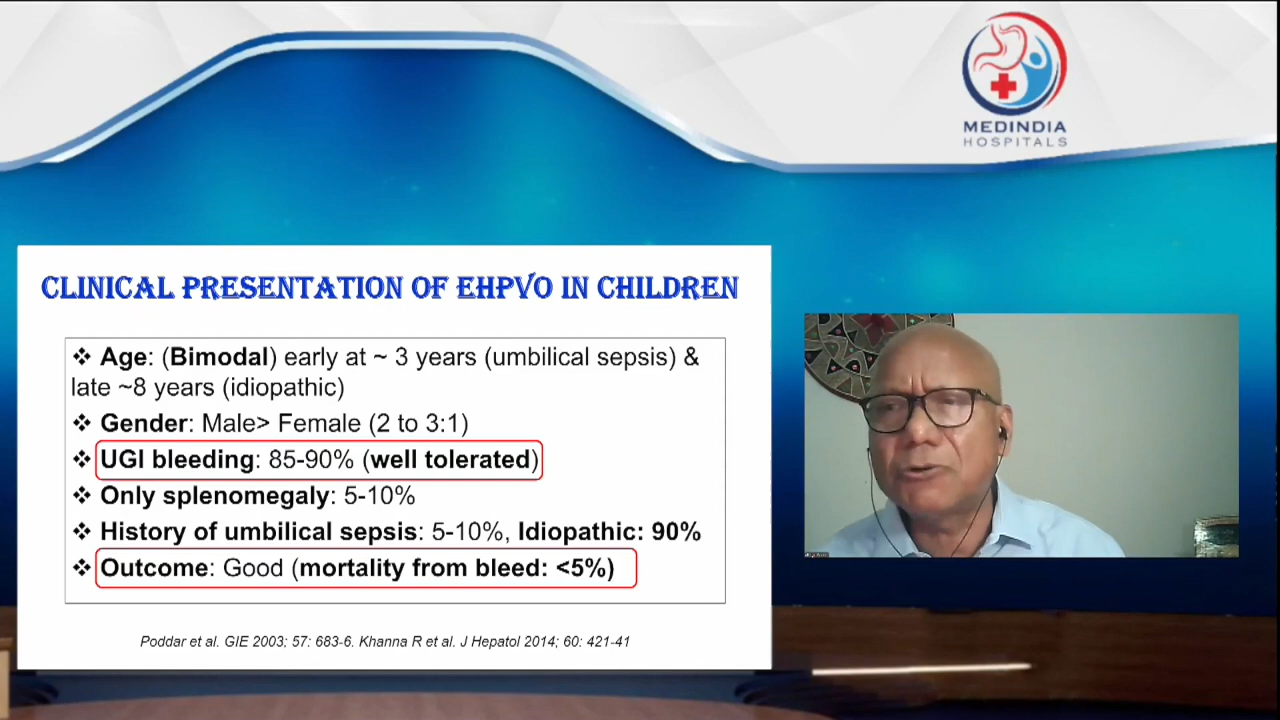 MEDINDIA
HOSPITALS
CLINICAL PRESENTATION OF EHPVO IN CHILDREN
❖ Age: (Bimodal) early at ~ 3 years (umbilical sepsis) &
late ~8 years (idiopathic)
❖ Gender: Male> Female (2 to 3:1)
❖ UGI bleeding: 85-90% (well tolerated)
❖ Only splenomegaly: 5-10%
❖ History of umbilical sepsis: 5-10%, Idiopathic: 90%
❖ Outcome: Good (mortality from bleed: <5%)
Poddar et al. GIE 2003; 57: 683-6. Khanna R et al. J Hepatol 2014; 60: 421-41